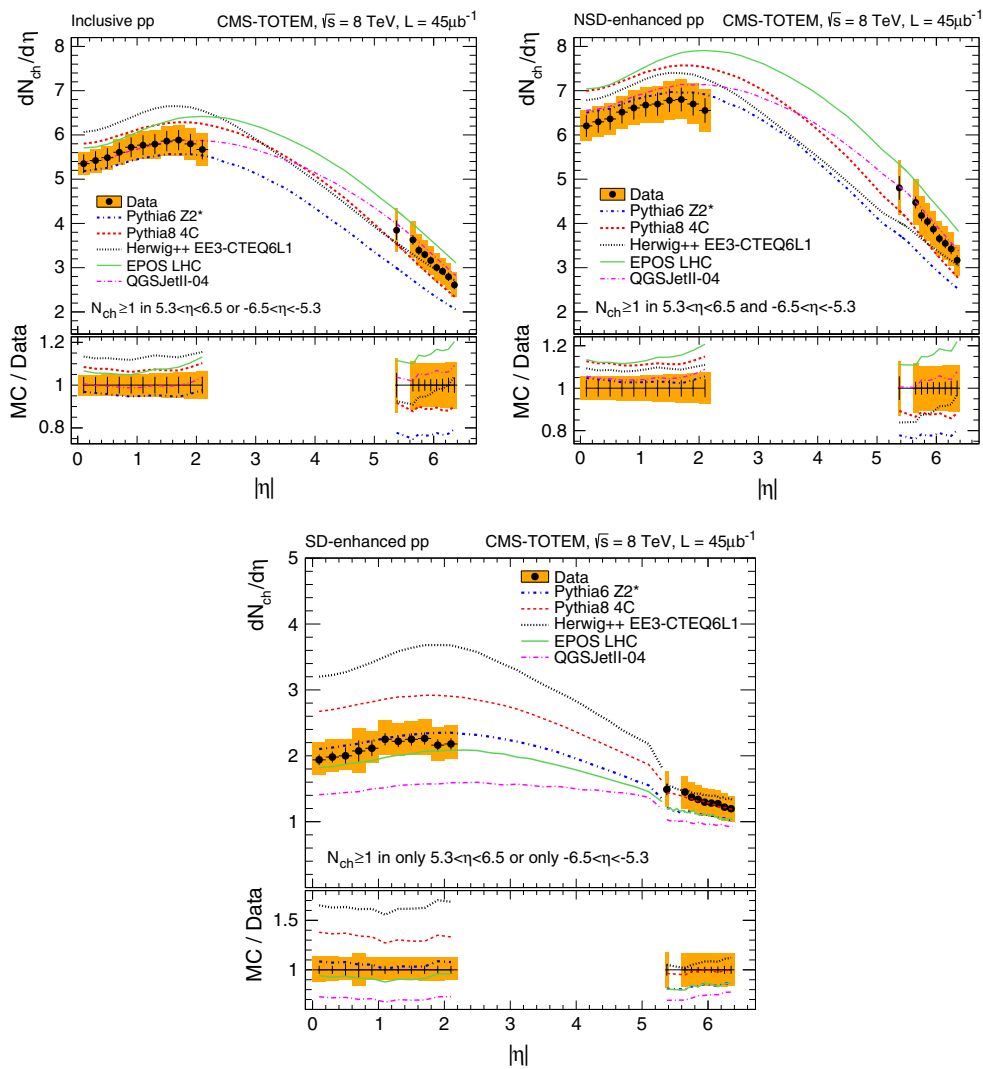 Inclusive pp CMS-TOTEM, √s = 8 TeV, L = 45μb⁻¹
dN_ch/dη
8
7
6
5
4
3
2
Data
Pythia6 Z2*
Pythia8 4C
Herwig++ EE3-CTEQ6L1
EPOS LHC
QGSJetII-04
N_ch≥1 in 5.3<η<6.5 or -6.5<η<-5.3
MC / Data
1.2
1
0.8
0 1 2 3 4 5 6
|η|
NSD-enhanced pp CMS-TOTEM, √s = 8 TeV, L = 45μb⁻¹
dN_ch/dη
8
7
6
5
4
3
2
Data
Pythia6 Z2*
Pythia8 4C
Herwig++ EE3-CTEQ6L1
EPOS LHC
QGSJetII-04
N_ch≥1 in 5.3<η<6.5 and -6.5<η<-5.3
MC / Data
1.2
1
0.8
0 1 2 3 4 5 6
|η|
SD-enhanced pp CMS-TOTEM, √s = 8 TeV, L = 45μb⁻¹
dN_ch/dη
5
4
3
2
1
Data
Pythia6 Z2*
Pythia8 4C
Herwig++ EE3-CTEQ6L1
EPOS LHC
QGSJetII-04
N_ch≥1 in only 5.3<η<6.5 or only -6.5<η<-5.3
MC / Data
1.5
1
0 1 2 3 4 5 6
|η|